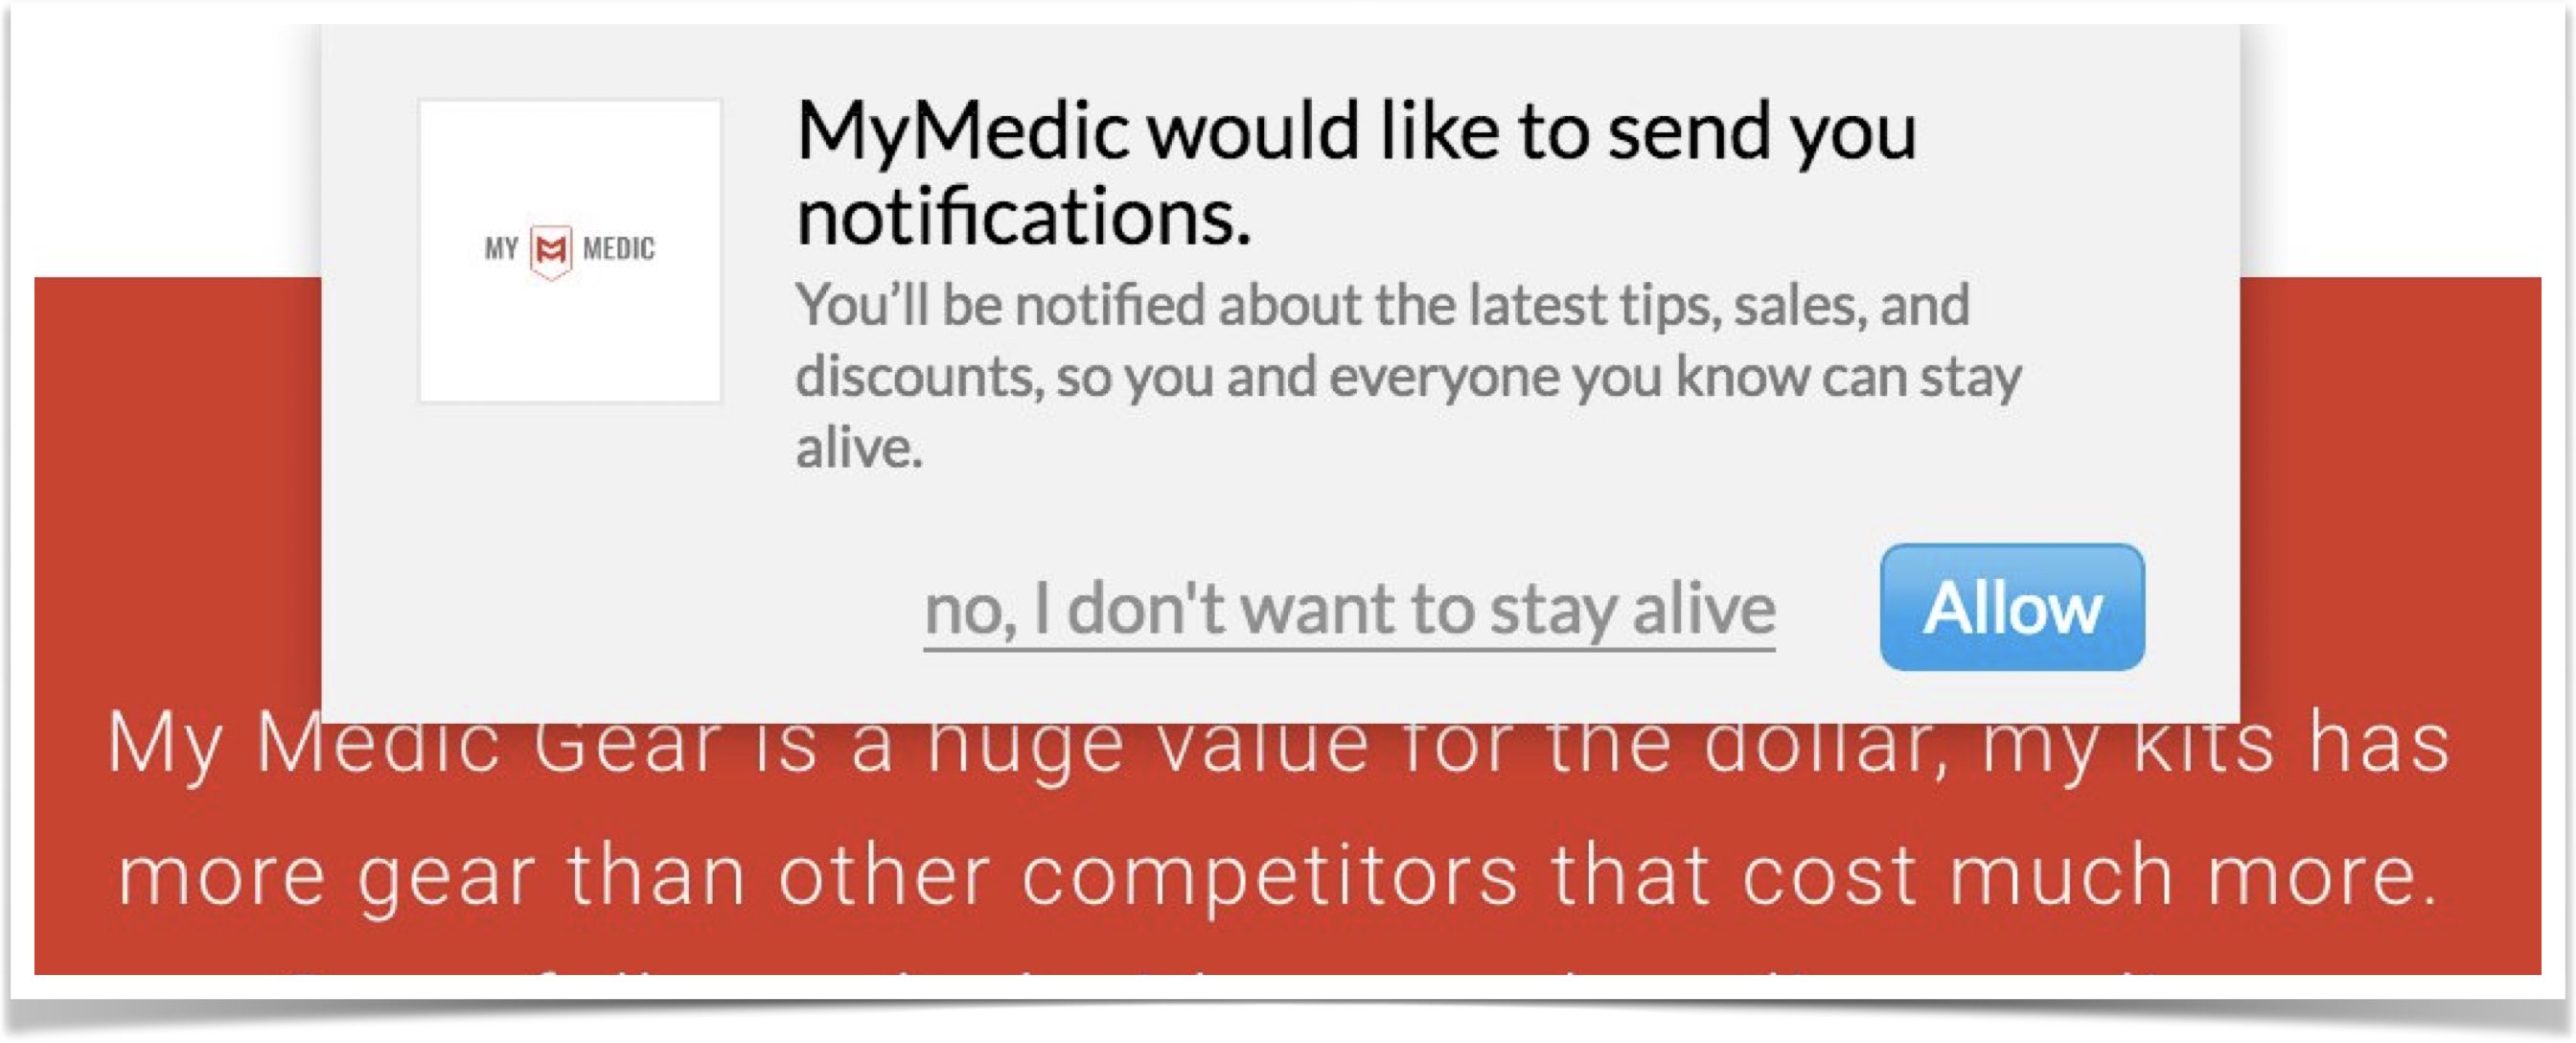 MyMedic would like to send you
notifications.
MY M MEDIC
You'll be notified about the latest tips, sales, and
discounts, so you and everyone you know can stay
alive.
no, I don't want to stay alive
Allow
My Medic Gear is a huge value for the dollar, my kits has
more gear than other competitors that cost much more.